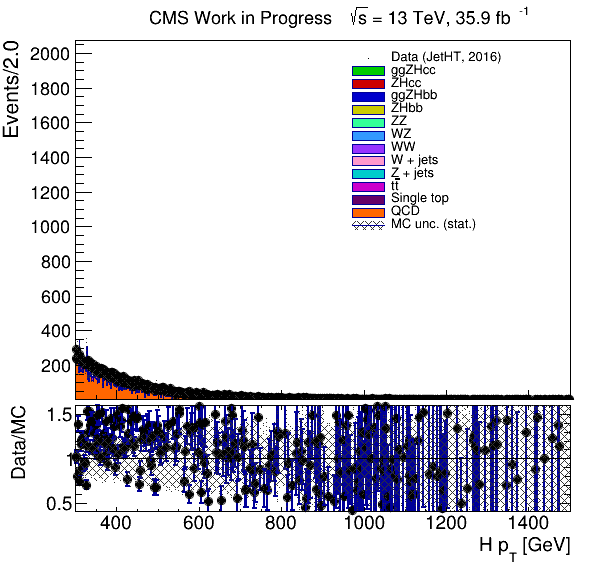 CMS Work in Progress √s = 13 TeV, 35.9 fb -1
Events/2.0
2000
1800
1600
1400
1200
1000
800
600
400
200
Data (JetHT, 2016)
ggZHcc
ZHcc
ggZHbb
ZHbb
ZZ
WZ
WW
W + jets
Z + jets
tt̅
Single top
QCD
MC unc. (stat.)
Data/MC
1.5
1
0.5
400 600 800 1000 1200 1400
H pT [GeV]